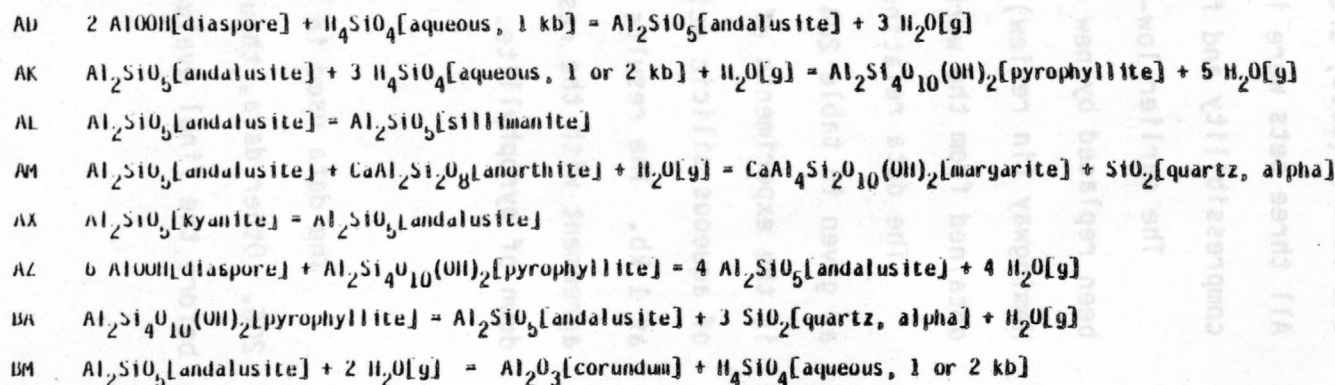 AD 2 AlOOH[diaspore] + H4SiO4[aqueous, 1 kb] = Al2SiO5[andalusite] + 3 H2O[g]
AK Al2SiO5[andalusite] + 3 H4SiO4[aqueous, 1 or 2 kb] + H2O[g] = Al2Si4O10(OH)2[pyrophyllite] + 5 H2O[g]
AL Al2SiO5[andalusite] = Al2SiO5[sillimanite]
AM Al2SiO5[andalusite] + CaAl2Si2O8[anorthite] + H2O[g] = CaAl4Si2O10(OH)2[margarite] + SiO2[quartz, alpha]
AX Al2SiO5[kyanite] = Al2SiO5[andalusite]
AZ 6 AlOOH[diaspore] + Al2Si4O10(OH)2[pyrophyllite] = 4 Al2SiO5[andalusite] + 4 H2O[g]
BA Al2Si4O10(OH)2[pyrophyllite] = Al2SiO5[andalusite] + 3 SiO2[quartz, alpha] + H2O[g]
BM Al2SiO5[andalusite] + 2 H2O[g] = Al2O3[corundum] + H4SiO4[aqueous, 1 or 2 kb]